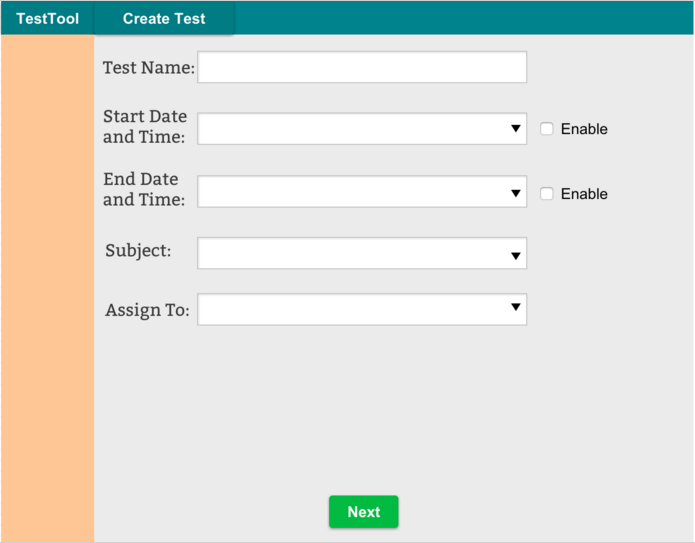 TestTool Create Test
Test Name:
Start Date
and Time:
Enable
End Date
and Time:
Enable
Subject:
Assign To:
Next